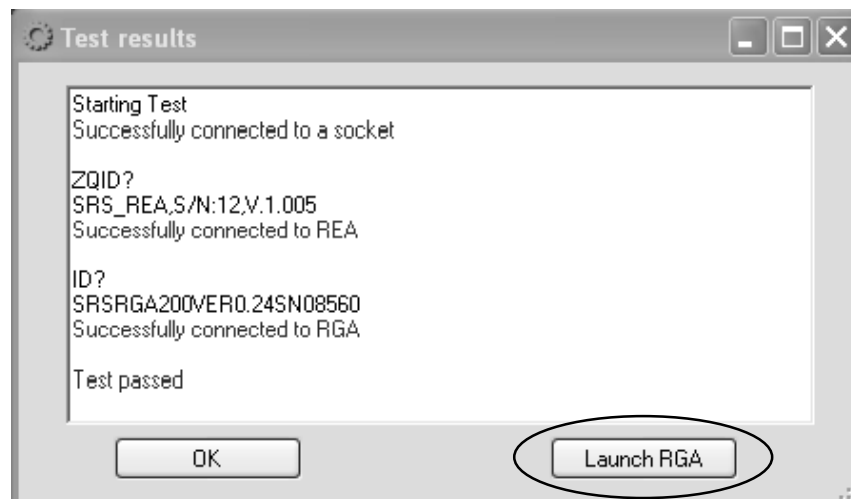 Test results
Starting Test
Successfully connected to a socket
ZQID?
SRS_REA,S/N:12,V.1.005
Successfully connected to REA
ID?
SRSRGA200VER0.24SN08560
Successfully connected to RGA
Test passed
OK
Launch RGA